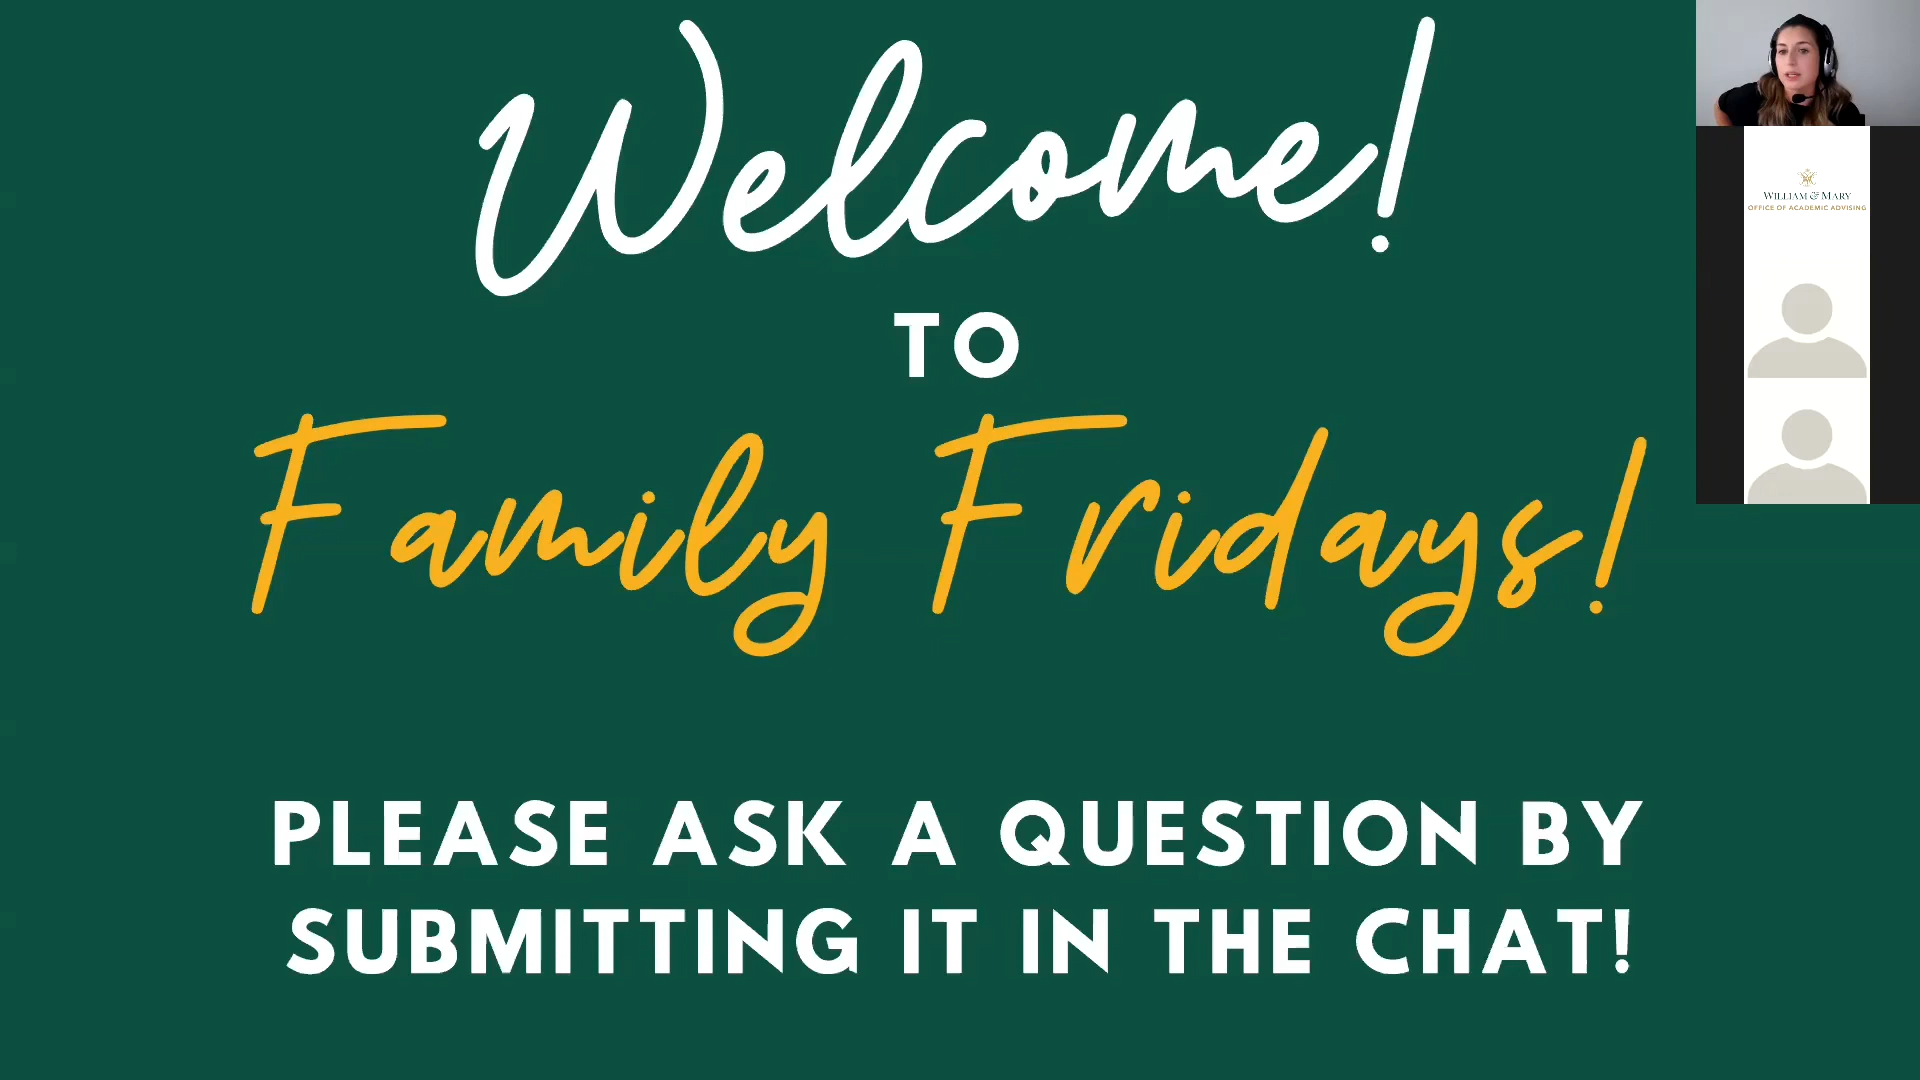 Welcome!
TO
Family Fridays!
PLEASE ASK A QUESTION BY
SUBMITTING IT IN THE CHAT!
WILLIAM & MARY
OFFICE OF ACADEMIC ADVISING